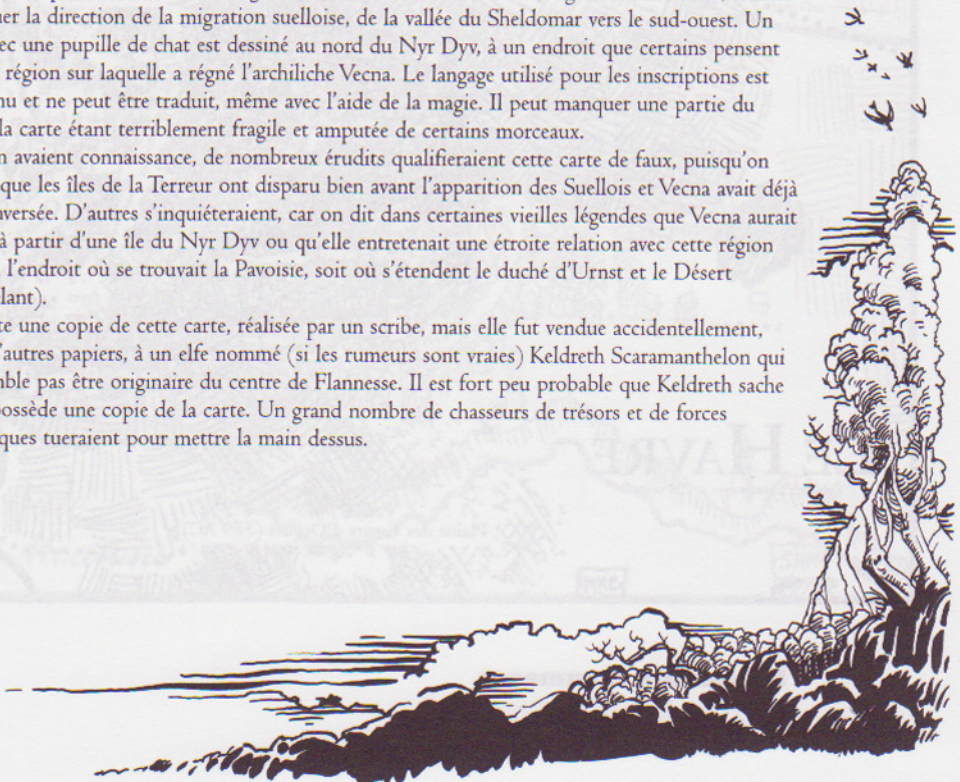 uer la direction de la migration suelloise, de la vallée du Sheldomar vers le sud-ouest. Un
ec une pupille de chat est dessiné au nord du Nyr Dyv, à un endroit que certains pensent
région sur laquelle a régné l'archiliche Vecna. Le langage utilisé pour les inscriptions est
nu et ne peut être traduit, même avec l'aide de la magie. Il peut manquer une partie du
la carte étant terriblement fragile et amputée de certains morceaux.
n avaient connaissance, de nombreux érudits qualifieraient cette carte de faux, puisqu'on
que les îles de la Terreur ont disparu bien avant l'apparition des Suellois et Vecna avait déjà
versée. D'autres s'inquiéteraient, car on dit dans certaines vieilles légendes que Vecna aurait
à partir d'une île du Nyr Dyv ou qu'elle entretenait une étroite relation avec cette région
l'endroit où se trouvait la Pavoisie, soit où s'étendent le duché d'Urnst et le Désert
lant).
te une copie de cette carte, réalisée par un scribe, mais elle fut vendue accidentellement,
'autres papiers, à un elfe nommé (si les rumeurs sont vraies) Keldreth Scaramanthelon qui
ble pas être originaire du centre de Flannesse. Il est fort peu probable que Keldreth sache
ossède une copie de la carte. Un grand nombre de chasseurs de trésors et de forces
ques tueraient pour mettre la main dessus.